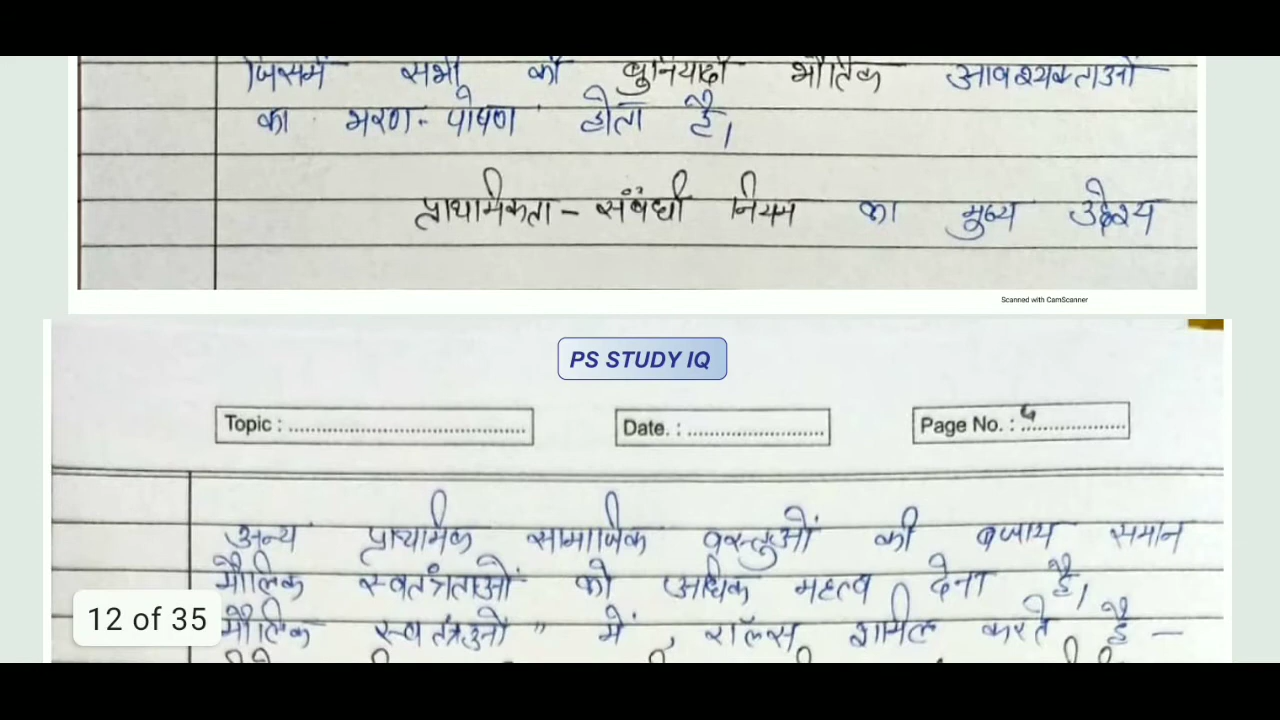 जिसमें सभी की बुनियादी भौतिक आवश्यकताओं
का भरण-पोषण होता है।
प्राथमिकता - संबंधी नियम का मुख्य उद्देश्य
Scanned with CamScanner
PS STUDY IQ
Topic : ............................................
Date. : ..........................
Page No. : ....................
अन्य प्राथमिक सामाजिक वस्तुओं की बजाय समान
मौलिक स्वतंत्रताओं को अधिक महत्व देना है।
मौलिक स्वतंत्रताओं" में, रॉल्स शामिल करते है —
12 of 35